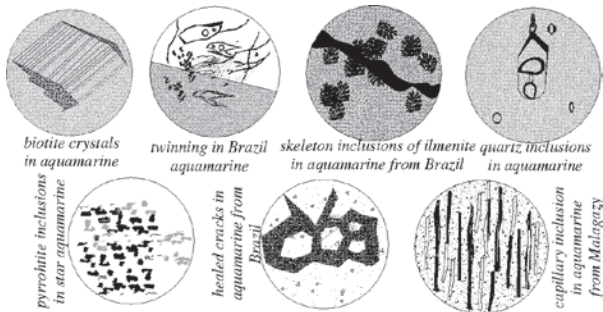 biotite crystals
in aquamarine
twinning in Brazil
aquamarine
skeleton inclusions of ilmenite
in aquamarine from Brazil
quartz inclusions
in aquamarine
pyrrohtite inclusions
in star aquamarine
healed cracks in
aquamarine from
Brazil
capillary inclusion
in aquamarine
from Malagazy